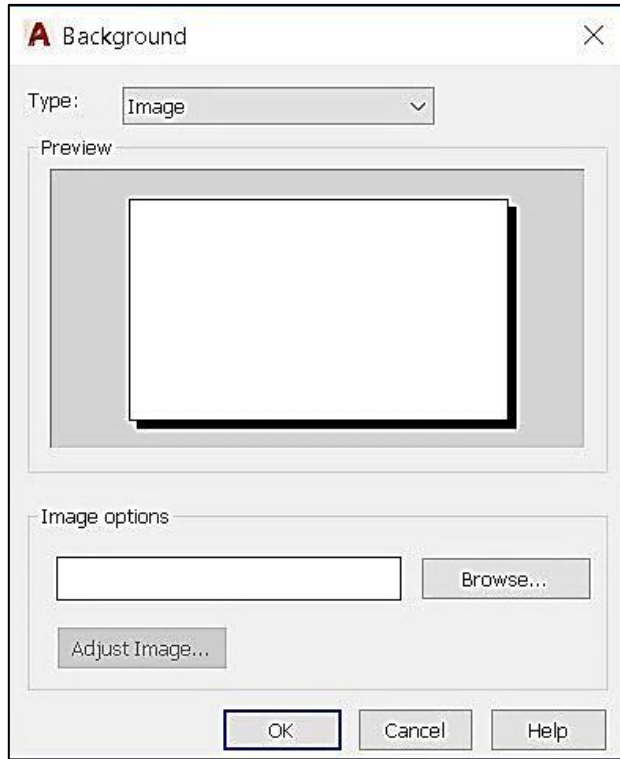 A Background
Type: Image
Preview
Image options
Browse...
Adjust Image...
OK Cancel Help